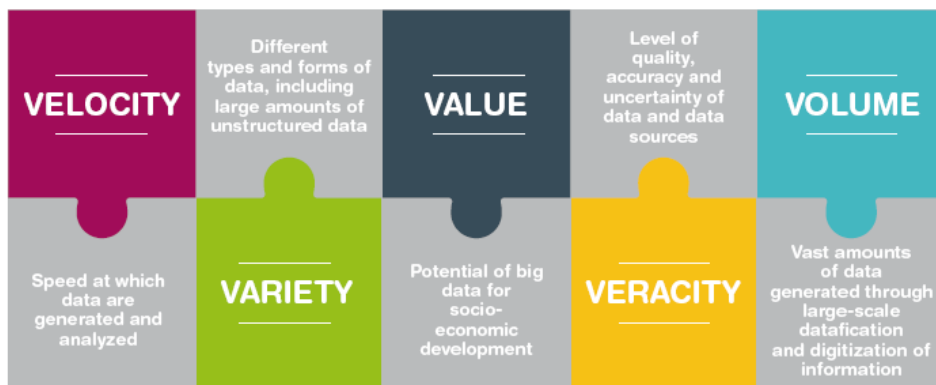 VELOCITY
Speed at which
data are
generated and
analyzed
Different
types and forms of
data, including
large amounts of
unstructured data
VARIETY
VALUE
Potential of big
data for
socio-
economic
development
Level of
quality,
accuracy and
uncertainty of
data and data
sources
VERACITY
VOLUME
Vast amounts
of data
generated through
large-scale
datafication
and digitization of
information